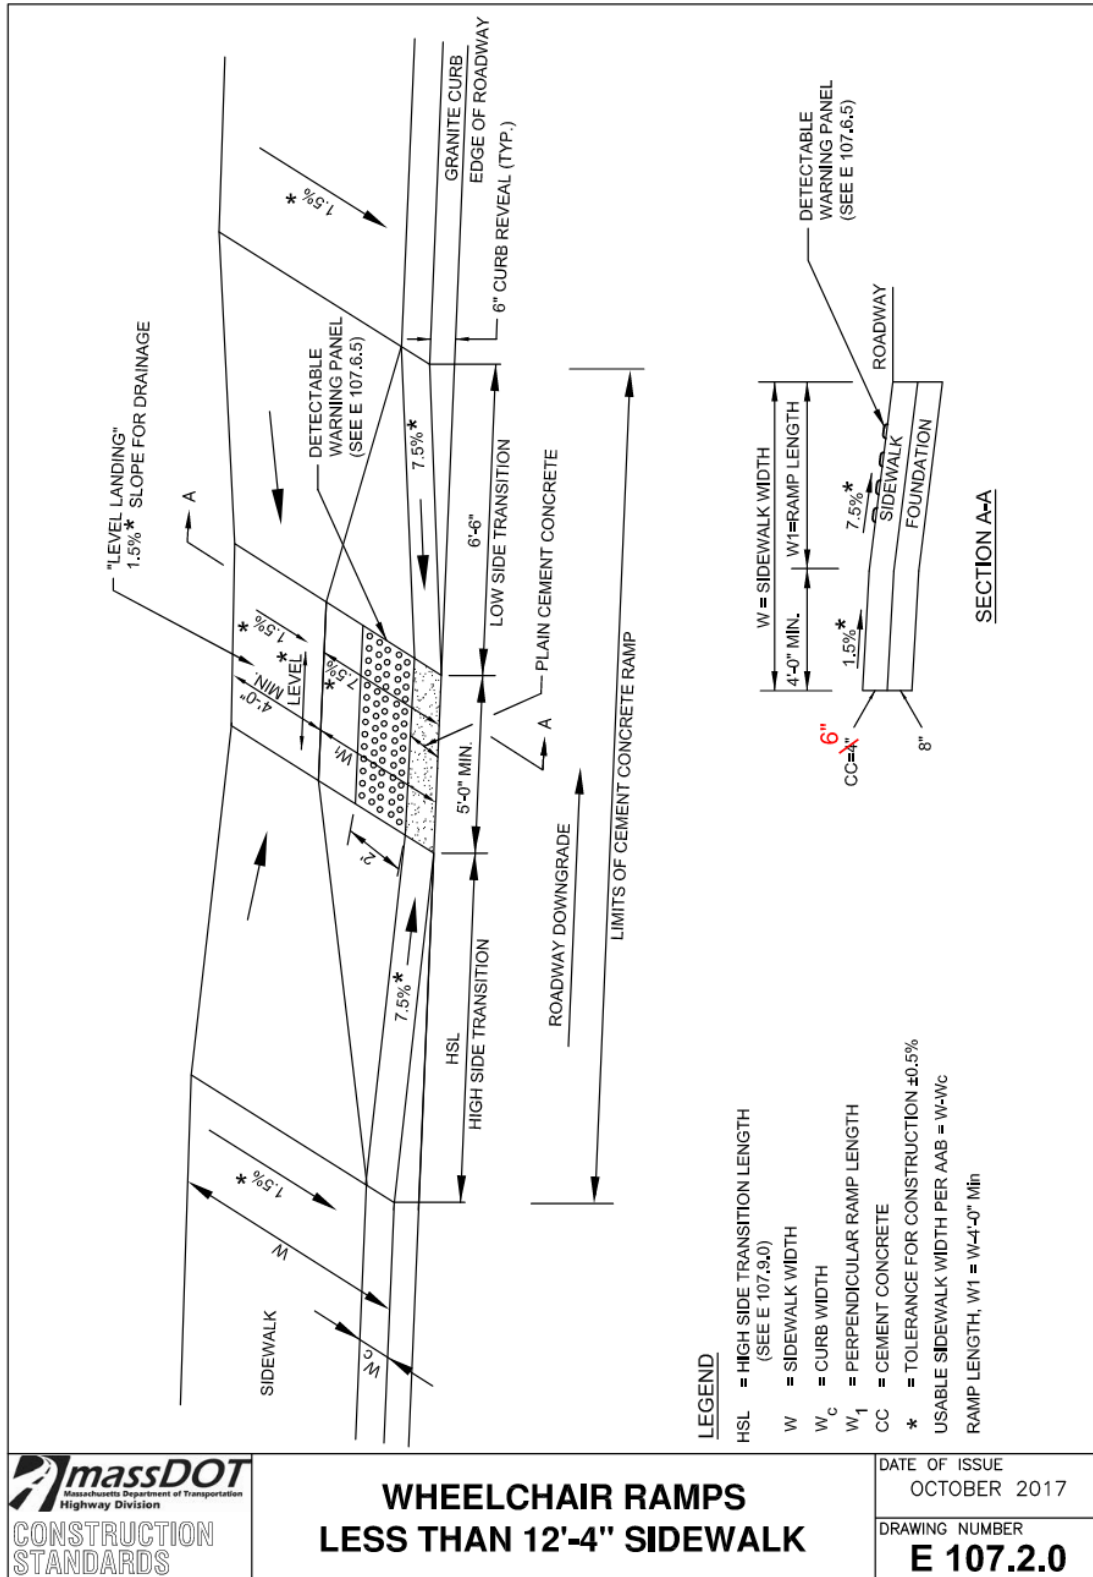 GRANITE CURB
EDGE OF ROADWAY
6" CURB REVEAL (TYP.)
1.5% *
"LEVEL LANDING"
1.5% * SLOPE FOR DRAINAGE
A
DETECTABLE
WARNING PANEL
(SEE E 107.6.5)
7.5% *
6'-6"
LOW SIDE TRANSITION
PLAIN CEMENT CONCRETE
4'-0"
MIN.
1.5%
*
LEVEL
*
7.5%
*
W1
2'
5'-0" MIN.
A
LIMITS OF CEMENT CONCRETE RAMP
ROADWAY DOWNGRADE
7.5% *
HSL
HIGH SIDE TRANSITION
1.5%
*
W
SIDEWALK
Wc
DETECTABLE
WARNING PANEL
(SEE E 107.6.5)
ROADWAY
W = SIDEWALK WIDTH
4'-0" MIN.
W1=RAMP LENGTH
1.5% *
7.5% *
SIDEWALK
FOUNDATION
6"
CC=4"
8"
SECTION A-A
LEGEND
HSL = HIGH SIDE TRANSITION LENGTH
(SEE E 107.9.0)
W = SIDEWALK WIDTH
Wc = CURB WIDTH
W1 = PERPENDICULAR RAMP LENGTH
CC = CEMENT CONCRETE
* = TOLERANCE FOR CONSTRUCTION ±0.5%
USABLE SIDEWALK WIDTH PER AAB = W-Wc
RAMP LENGTH, W1 = W-4'-0" Min
massDOT
Massachusetts Department of Transportation
Highway Division
CONSTRUCTION
STANDARDS
WHEELCHAIR RAMPS
LESS THAN 12'-4" SIDEWALK
DATE OF ISSUE
OCTOBER 2017
DRAWING NUMBER
E 107.2.0